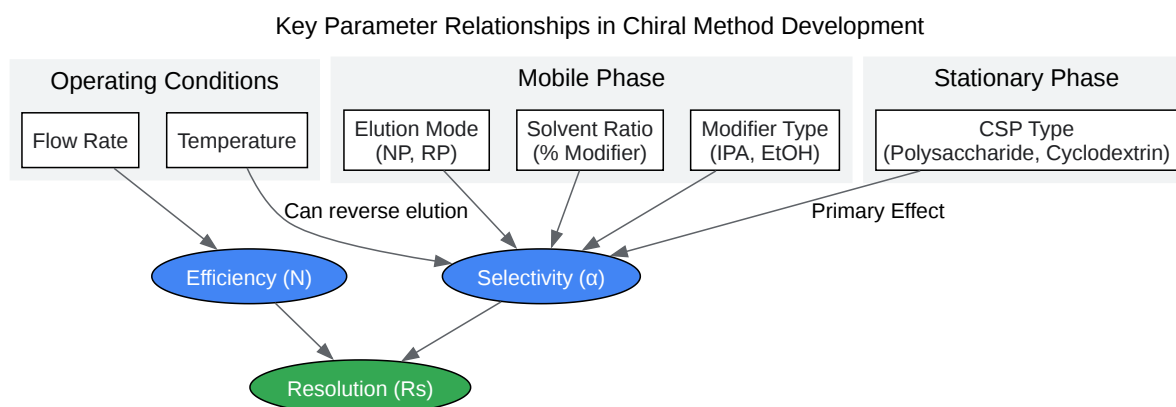 Key Parameter Relationships in Chiral Method Development
Operating Conditions
Mobile Phase
Stationary Phase
Flow Rate
Temperature
Elution Mode
(NP, RP)
Solvent Ratio
(% Modifier)
Modifier Type
(IPA, EtOH)
CSP Type
(Polysaccharide, Cyclodextrin)
Can reverse elution
Primary Effect
Efficiency (N)
Selectivity (α)
Resolution (Rs)